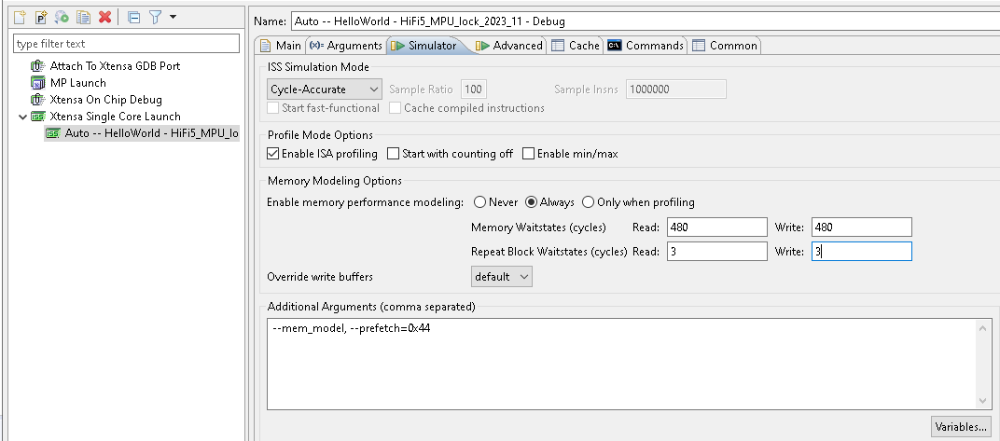 Name: Auto -- HelloWorld - HiFi5_MPU_lock_2023_11 - Debug
type filter text
Attach To Xtensa GDB Port
MP Launch
Xtensa On Chip Debug
Xtensa Single Core Launch
Auto -- HelloWorld - HiFi5_MPU_lo
Main (x)= Arguments Simulator Advanced Cache Commands Common
ISS Simulation Mode
Cycle-Accurate Sample Ratio 100 Sample Insns 1000000
Start fast-functional Cache compiled instructions
Profile Mode Options
Enable ISA profiling Start with counting off Enable min/max
Memory Modeling Options
Enable memory performance modeling: Never Always Only when profiling
Memory Waitstates (cycles) Read: 480 Write: 480
Repeat Block Waitstates (cycles) Read: 3 Write: 3
Override write buffers default
Additional Arguments (comma separated)
--mem_model, --prefetch=0x44
Variables...